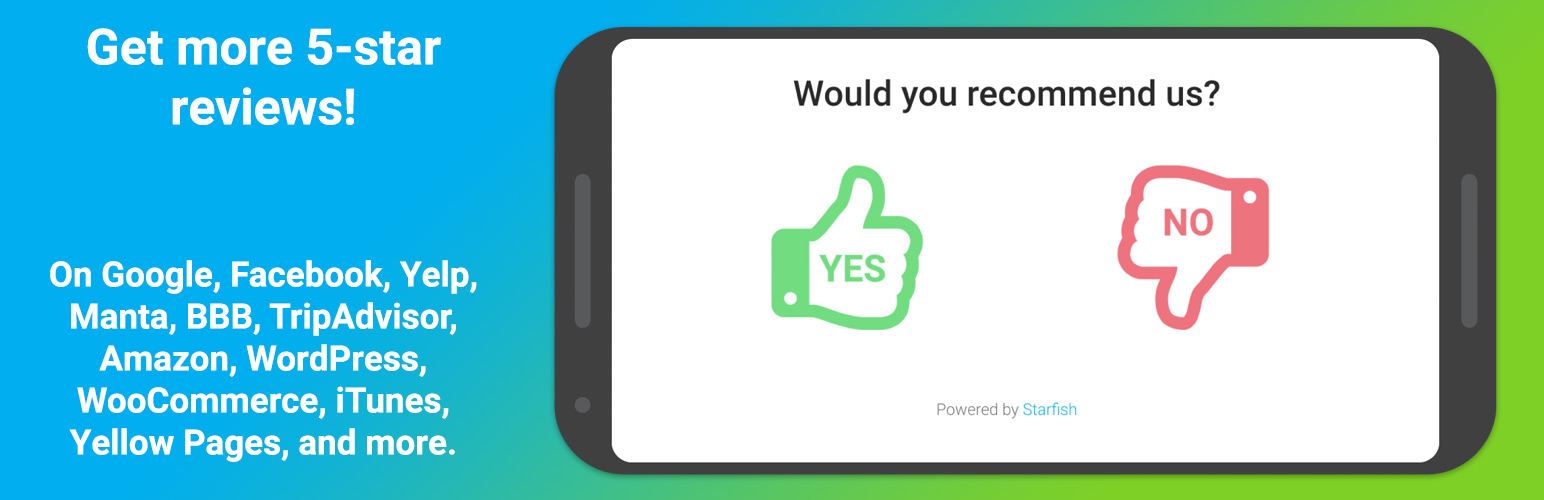 Get more 5-star
reviews!
On Google, Facebook, Yelp,
Manta, BBB, TripAdvisor,
Amazon, WordPress,
WooCommerce, iTunes,
Yellow Pages, and more.
Would you recommend us?
YES
NO
Powered by Starfish